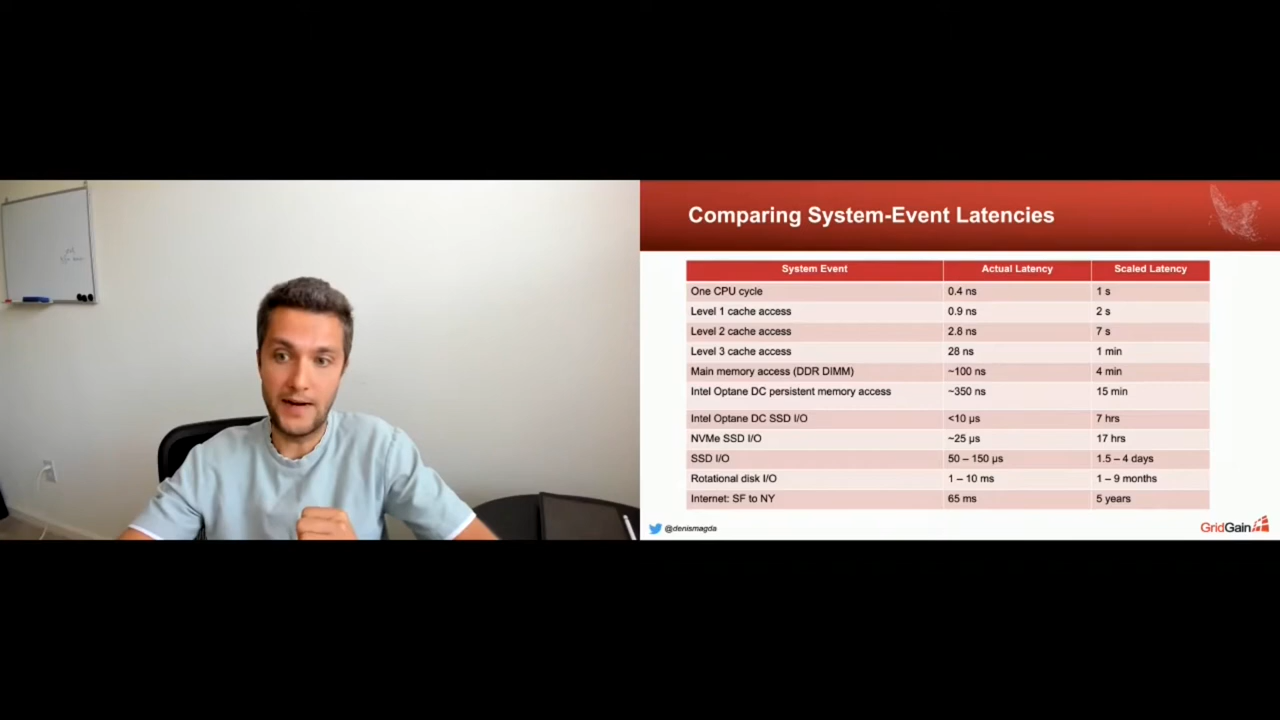 Comparing System-Event Latencies
System Event Actual Latency Scaled Latency
One CPU cycle 0.4 ns 1 s
Level 1 cache access 0.9 ns 2 s
Level 2 cache access 2.8 ns 7 s
Level 3 cache access 28 ns 1 min
Main memory access (DDR DIMM) ~100 ns 4 min
Intel Optane DC persistent memory access ~350 ns 15 min
Intel Optane DC SSD I/O <10 μs 7 hrs
NVMe SSD I/O ~25 μs 17 hrs
SSD I/O 50 – 150 μs 1.5 – 4 days
Rotational disk I/O 1 – 10 ms 1 – 9 months
Internet: SF to NY 65 ms 5 years
@denismagda
GridGain